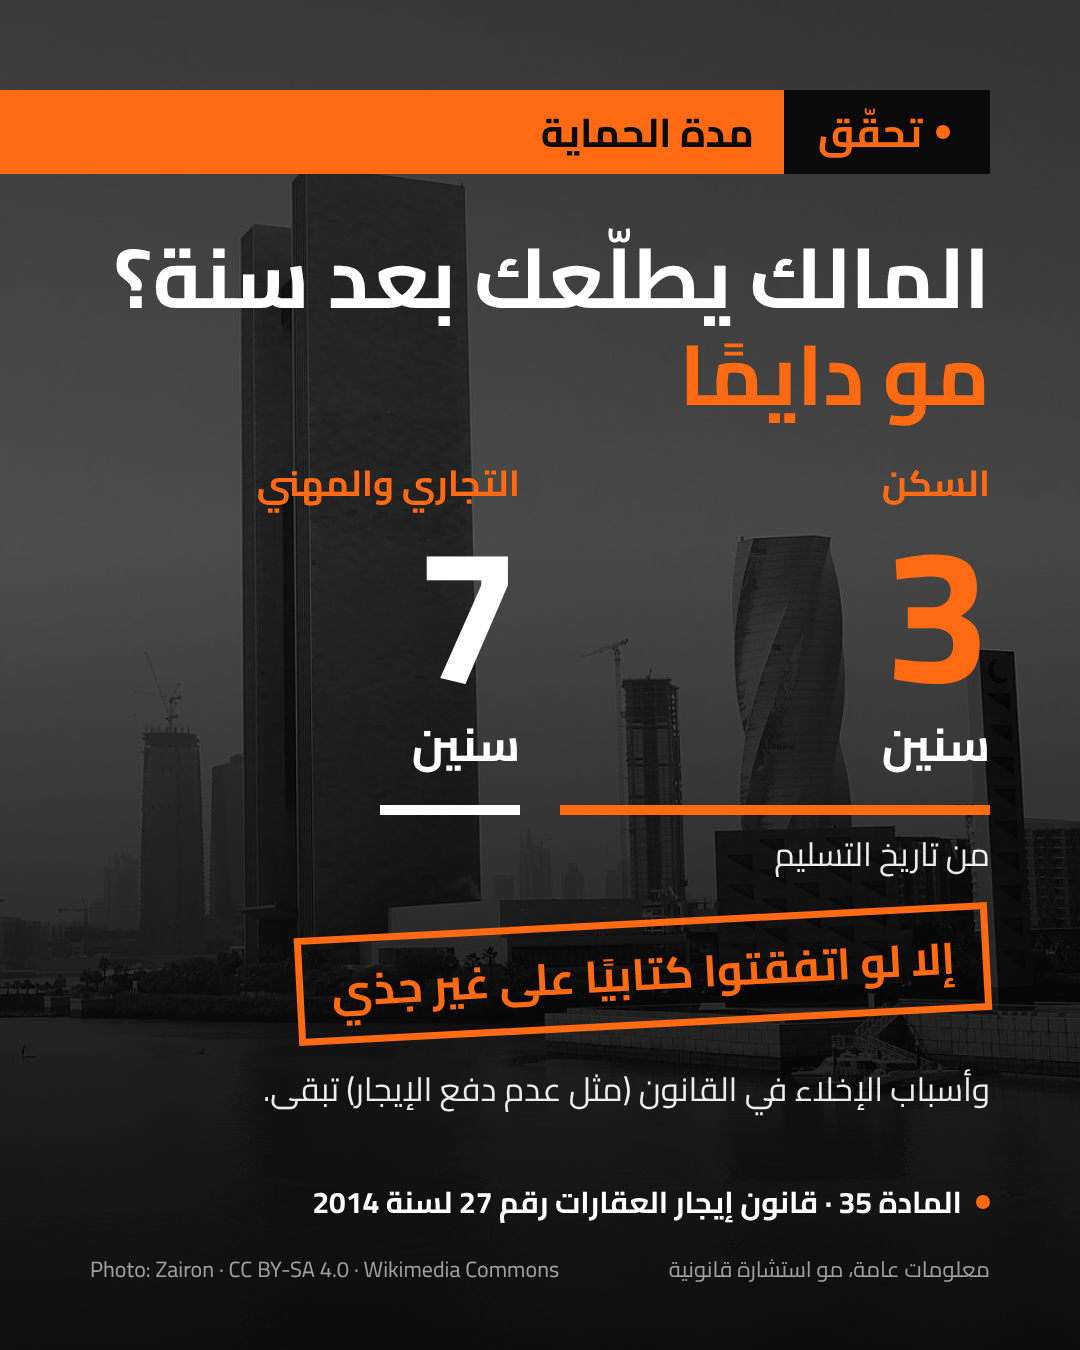 تحقّق
مدة الحماية
المالك يطلّعك بعد سنة؟
مو دايمًا
السكن
التجاري والمهني
3
7
سنين
سنين
من تاريخ التسليم
إلا لو اتفقتوا كتابيًا على غير جذي
وأسباب الإخلاء في القانون (مثل عدم دفع الإيجار) تبقى.
المادة 35 · قانون إيجار العقارات رقم 27 لسنة 2014
معلومات عامة، مو استشارة قانونية
Photo: Zairon · CC BY-SA 4.0 · Wikimedia Commons